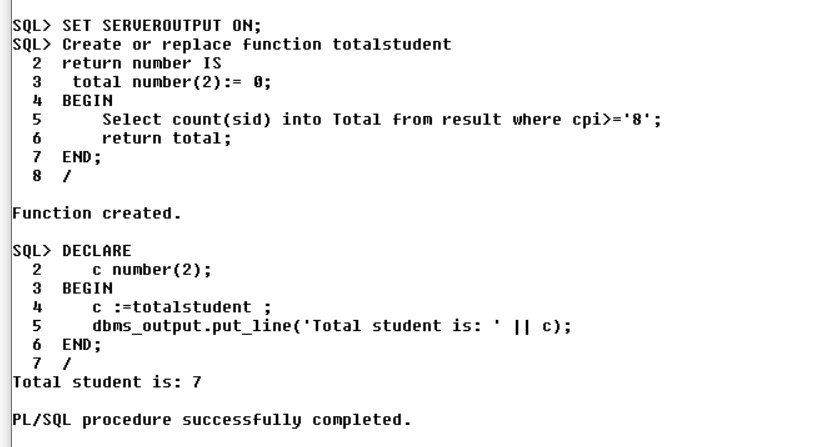 SQL> SET SERVEROUTPUT ON;
SQL> Create or replace function totalstudent
  2  return number IS
  3   total number(2):= 0;
  4  BEGIN
  5      Select count(sid) into Total from result where cpi>='8';
  6      return total;
  7  END;
  8  /
Function created.
SQL> DECLARE
  2     c number(2);
  3  BEGIN
  4     c :=totalstudent ;
  5     dbms_output.put_line('Total student is: ' || c);
  6  END;
  7  /
Total student is: 7
PL/SQL procedure successfully completed.